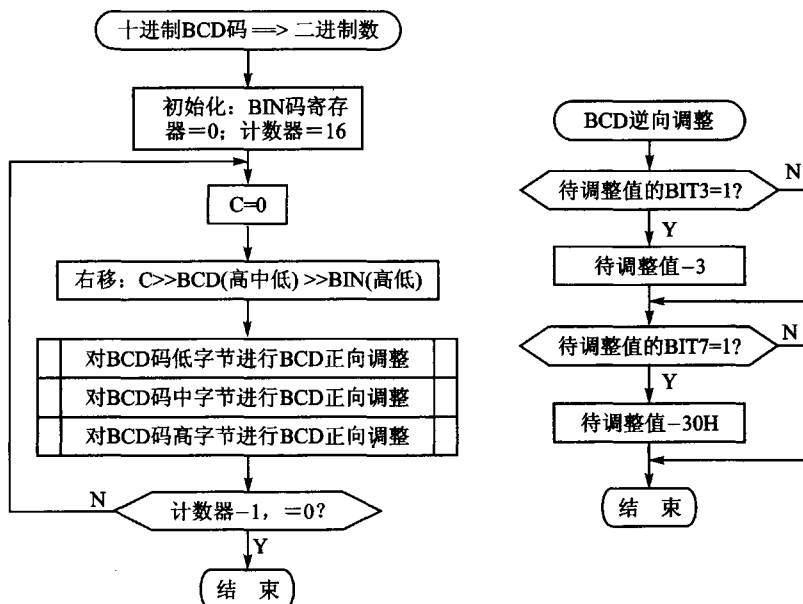 十进制BCD码 ==> 二进制数
初始化：BIN码寄存
器=0；计数器=16
C=0
右移：C>>BCD(高中低)>>BIN(高低)
对BCD码低字节进行BCD正向调整
对BCD码中字节进行BCD正向调整
对BCD码高字节进行BCD正向调整
N
计数器-1，=0?
Y
结 束
BCD逆向调整
N
待调整值的BIT3=1?
Y
待调整值-3
N
待调整值的BIT7=1?
Y
待调整值-30H
结 束